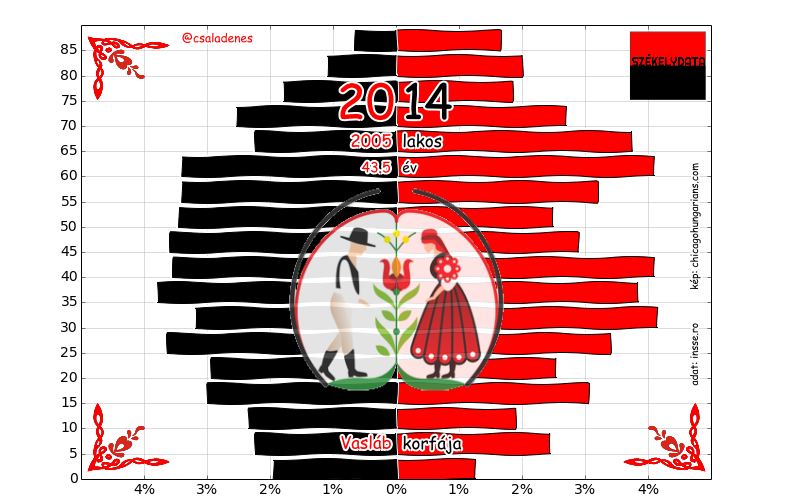 @csaladenes
SZÉKELYDATA
2014
2005 lakos
43.5 év
kép: chicagohungarians.com
adat: insse.ro
Vasláb korfája
85
80
75
70
65
60
55
50
45
40
35
30
25
20
15
10
5
0
4% 3% 2% 1% 0% 1% 2% 3% 4%